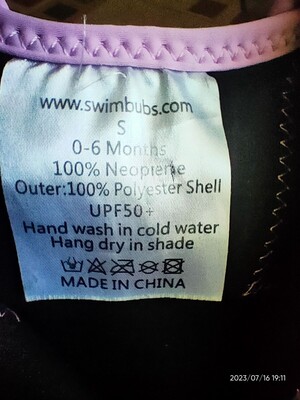 www.swimbubs.com
S
0-6 Months
100% Neoprene
Outer:100% Polyester Shell
UPF50+
Hand wash in cold water
Hang dry in shade
MADE IN CHINA
2023/07/16 19:11